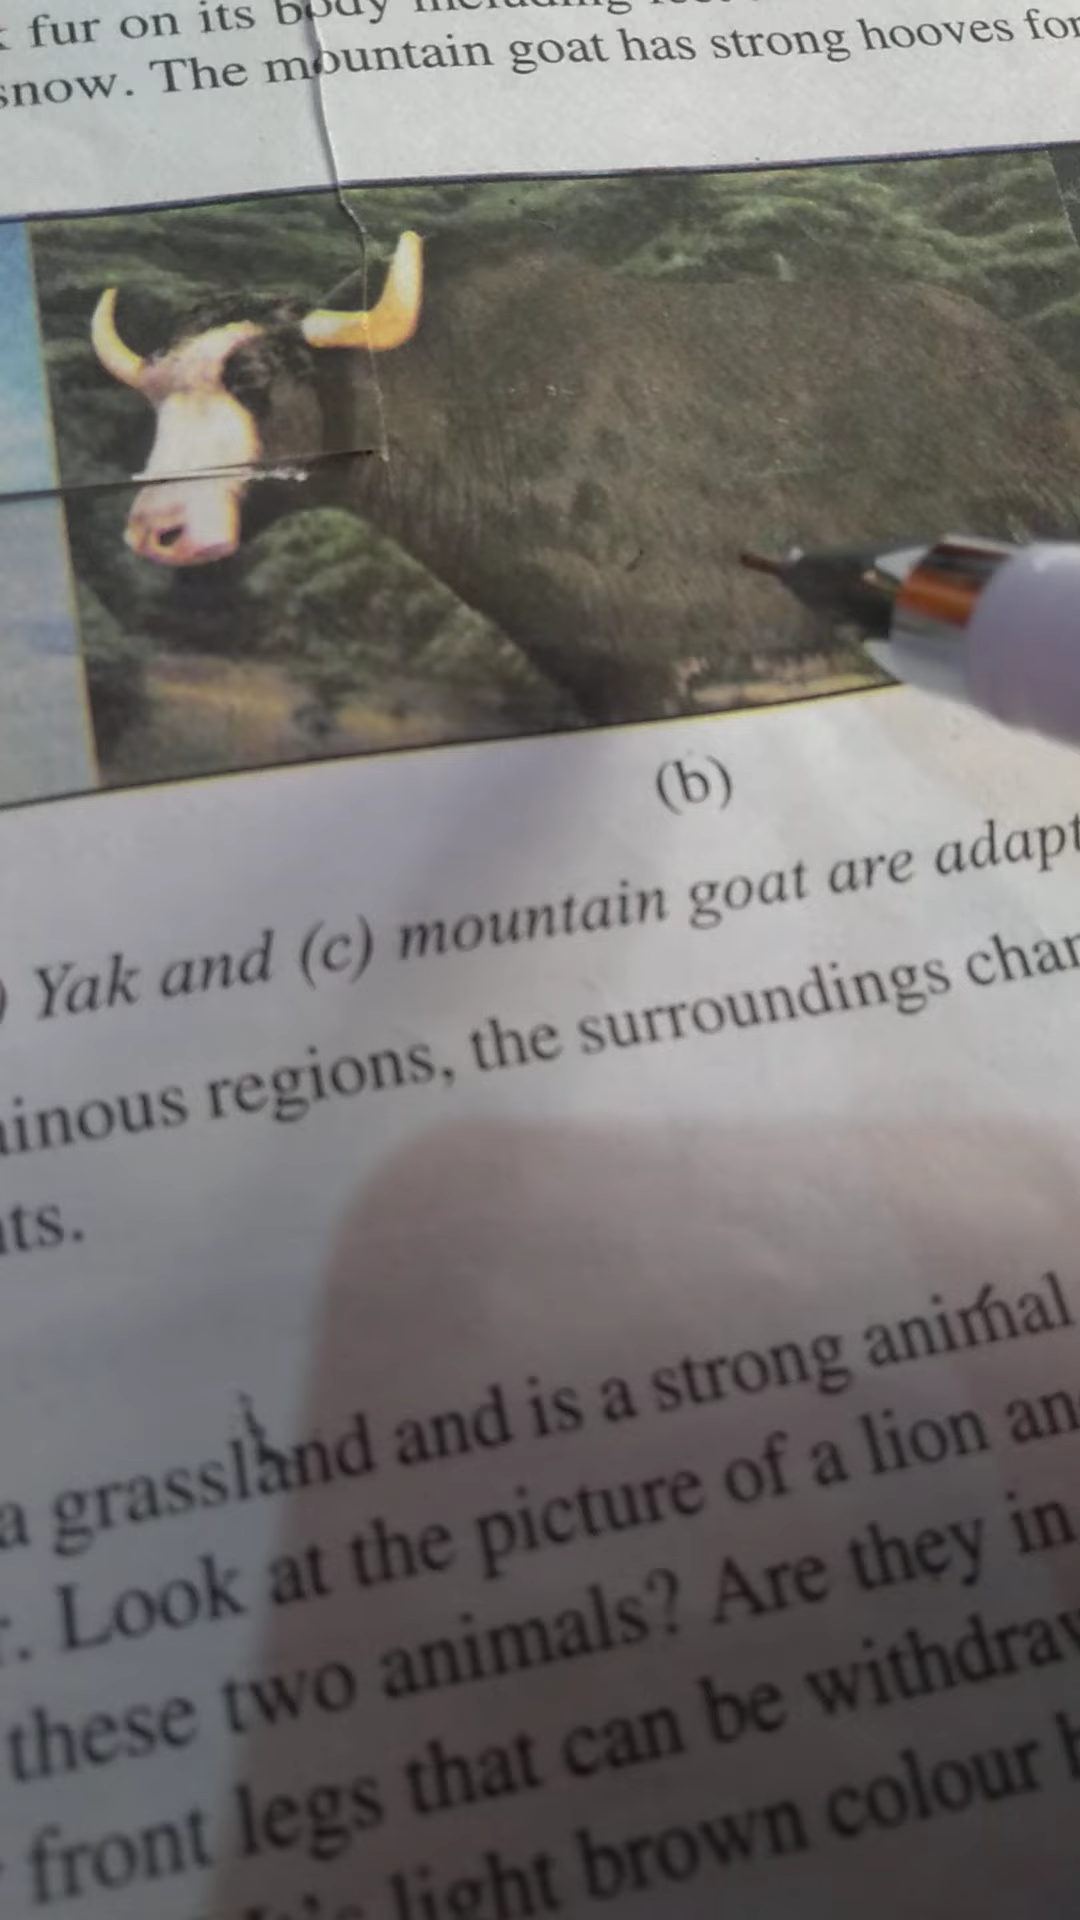 fur on its body including
snow. The mountain goat has strong hooves for
(b)
) Yak and (c) mountain goat are adapt
inous regions, the surroundings char
ts.
a grassland and is a strong animal
r. Look at the picture of a lion an
these two animals? Are they in
front legs that can be withdraw
light brown colour